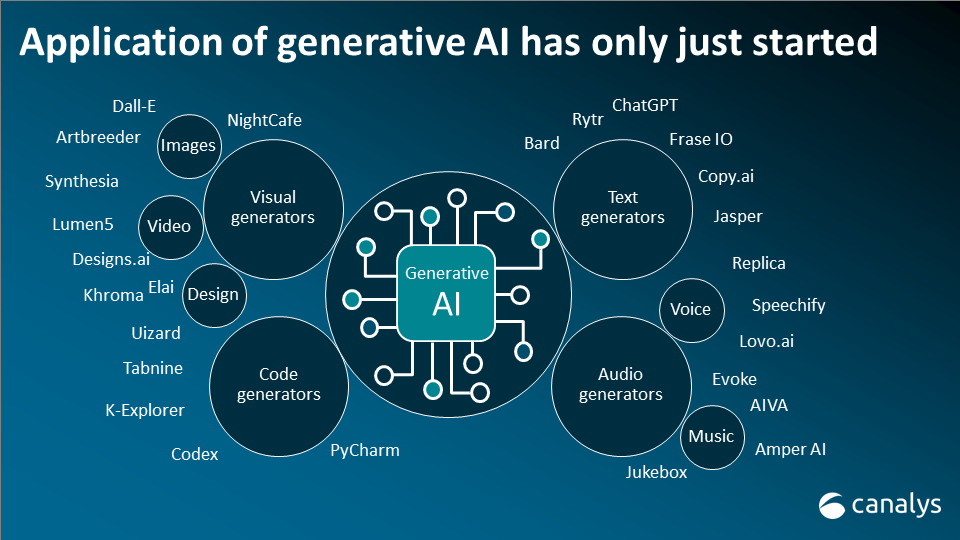 Application of generative AI has only just started
Dall-E
NightCafe
Artbreeder
Images
Synthesia
Visual
generators
Lumen5
Video
Designs.ai
Khroma
Elai
Design
Uizard
Tabnine
Code
generators
K-Explorer
Codex
PyCharm
Generative
AI
ChatGPT
Rytr
Bard
Frase IO
Copy.ai
Text
generators
Jasper
Replica
Voice
Speechify
Lovo.ai
Audio
generators
Evoke
AIVA
Music
Amper AI
Jukebox
canalys